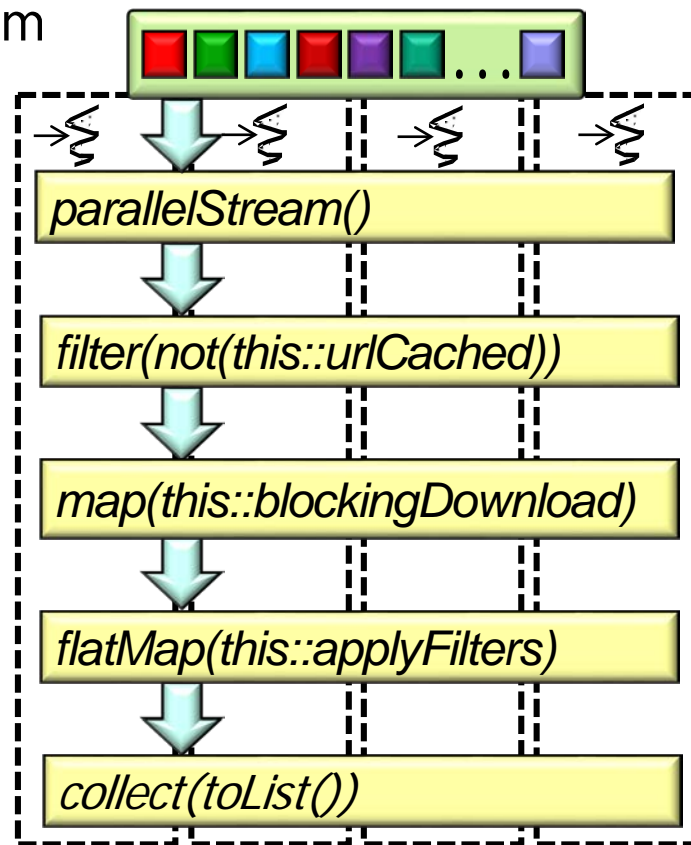 m
...
parallelStream()
filter(not(this::urlCached))
map(this::blockingDownload)
flatMap(this::applyFilters)
collect(toList())